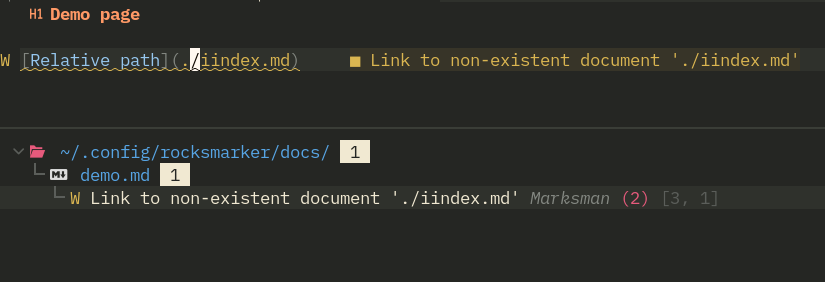 H1 Demo page
W [Relative path](./iindex.md) ■ Link to non-existent document './iindex.md'
~/.config/rocksmarker/docs/ 1
M↓ demo.md 1
W Link to non-existent document './iindex.md' Marksman (2) [3, 1]